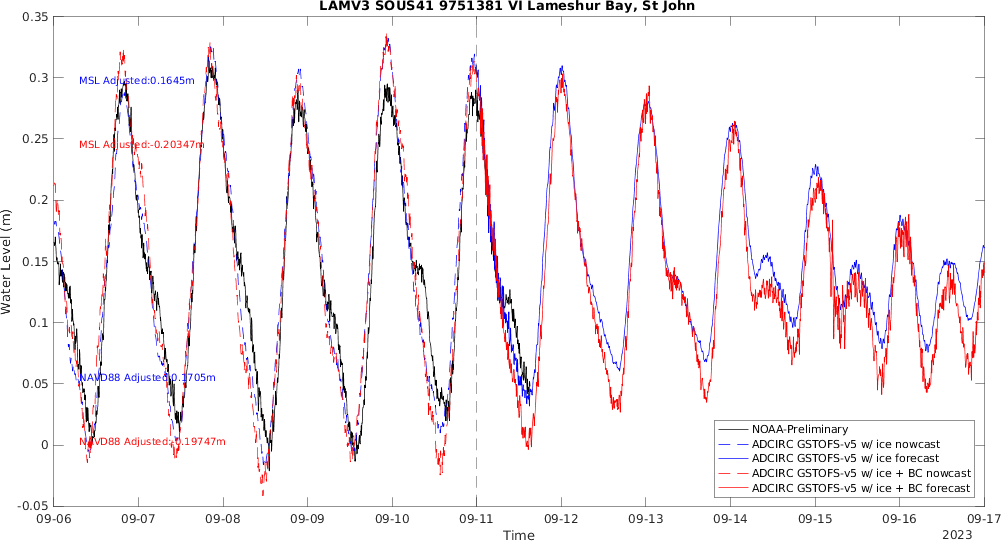 LAMV3 SOUS41 9751381 VI Lameshur Bay, St John
0.35
0.3
0.25
0.2
0.15
0.1
0.05
0
-0.05
Water Level (m)
MSL Adjusted:0.1645m
MSL Adjusted:-0.20347m
NAVD88 Adjusted:0.1705m
NAVD88 Adjusted:-0.19747m
NOAA-Preliminary
ADCIRC GSTOFS-v5 w/ ice nowcast
ADCIRC GSTOFS-v5 w/ ice forecast
ADCIRC GSTOFS-v5 w/ ice + BC nowcast
ADCIRC GSTOFS-v5 w/ ice + BC forecast
09-06 09-07 09-08 09-09 09-10 09-11 09-12 09-13 09-14 09-15 09-16 09-17
Time
2023